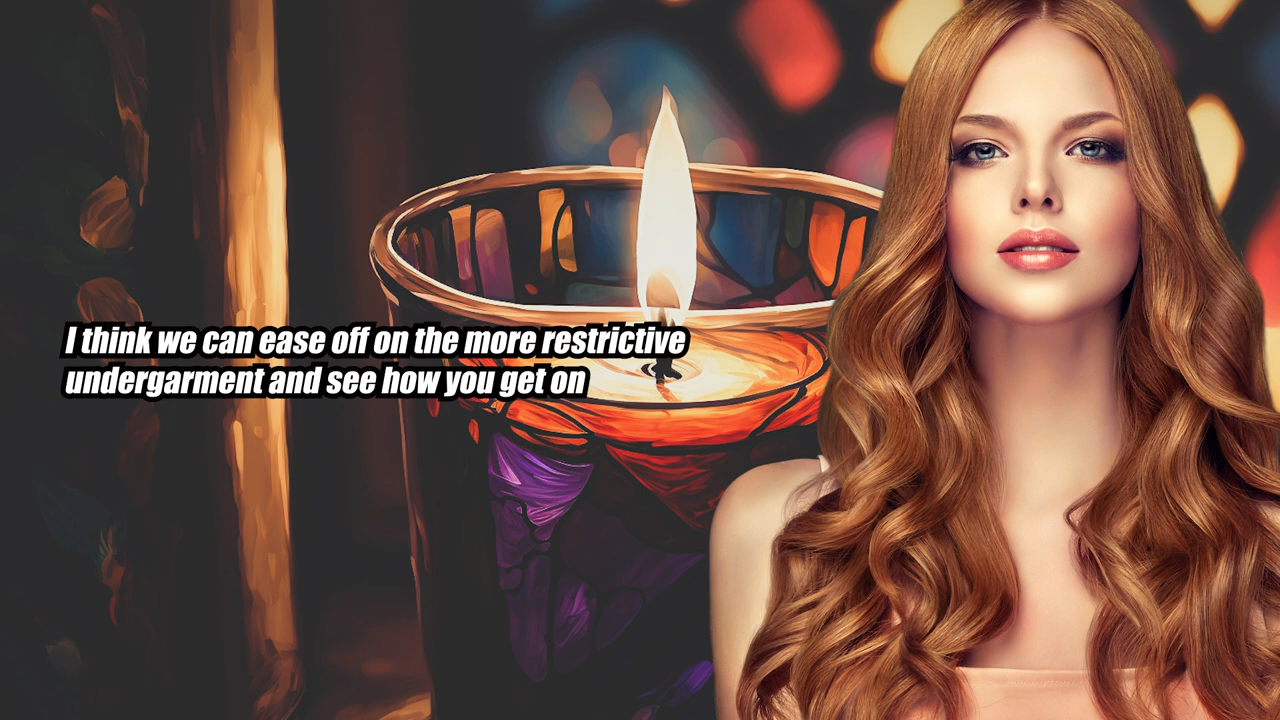 I think we can ease off on the more restrictive
undergarment and see how you get on